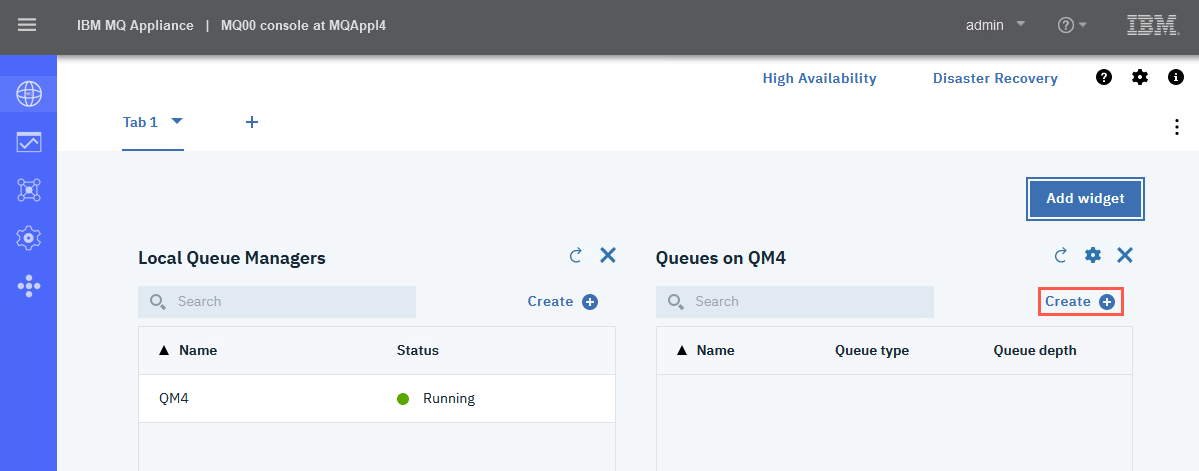 IBM MQ Appliance | MQ00 console at MQAppl4
admin
IBM
High Availability
Disaster Recovery
Tab 1
Add widget
Local Queue Managers
Search
Create
Name
Status
QM4
Running
Queues on QM4
Search
Create
Name
Queue type
Queue depth